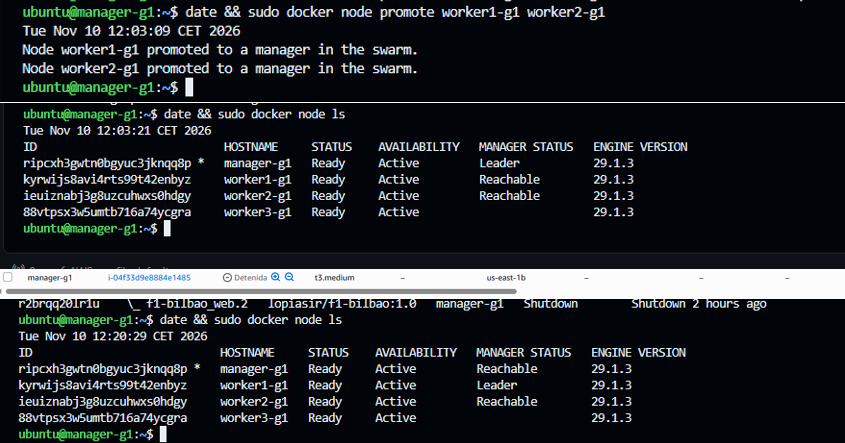 ubuntu@manager-g1:~$ date && sudo docker node promote worker1-g1 worker2-g1
Tue Nov 10 12:03:09 CET 2026
Node worker1-g1 promoted to a manager in the swarm.
Node worker2-g1 promoted to a manager in the swarm.
ubuntu@manager-g1:~$
ubuntu@manager-g1:~$ date && sudo docker node ls
Tue Nov 10 12:03:21 CET 2026
ID HOSTNAME STATUS AVAILABILITY MANAGER STATUS ENGINE VERSION
ripcxh3gwtn0bgyuc3jknqq8p * manager-g1 Ready Active Leader 29.1.3
kyrwijs8avi4rts99t42enbyz worker1-g1 Ready Active Reachable 29.1.3
ieuiznabj3g8uzcuhwxs0hdgy worker2-g1 Ready Active Reachable 29.1.3
88vtpsx3w5umtb716a74ycgra worker3-g1 Ready Active 29.1.3
ubuntu@manager-g1:~$
manager-g1 i-04f33d9e8884e1485 Detenida t3.medium – us-east-1b – – –
r2brqq20lr1u \_ f1-bilbao_web.2 lopiasir/f1-bilbao:1.0 manager-g1 Shutdown Shutdown 2 hours ago
ubuntu@manager-g1:~$ date && sudo docker node ls
Tue Nov 10 12:20:29 CET 2026
ID HOSTNAME STATUS AVAILABILITY MANAGER STATUS ENGINE VERSION
ripcxh3gwtn0bgyuc3jknqq8p * manager-g1 Ready Active Reachable 29.1.3
kyrwijs8avi4rts99t42enbyz worker1-g1 Ready Active Leader 29.1.3
ieuiznabj3g8uzcuhwxs0hdgy worker2-g1 Ready Active Reachable 29.1.3
88vtpsx3w5umtb716a74ycgra worker3-g1 Ready Active 29.1.3
ubuntu@manager-g1:~$